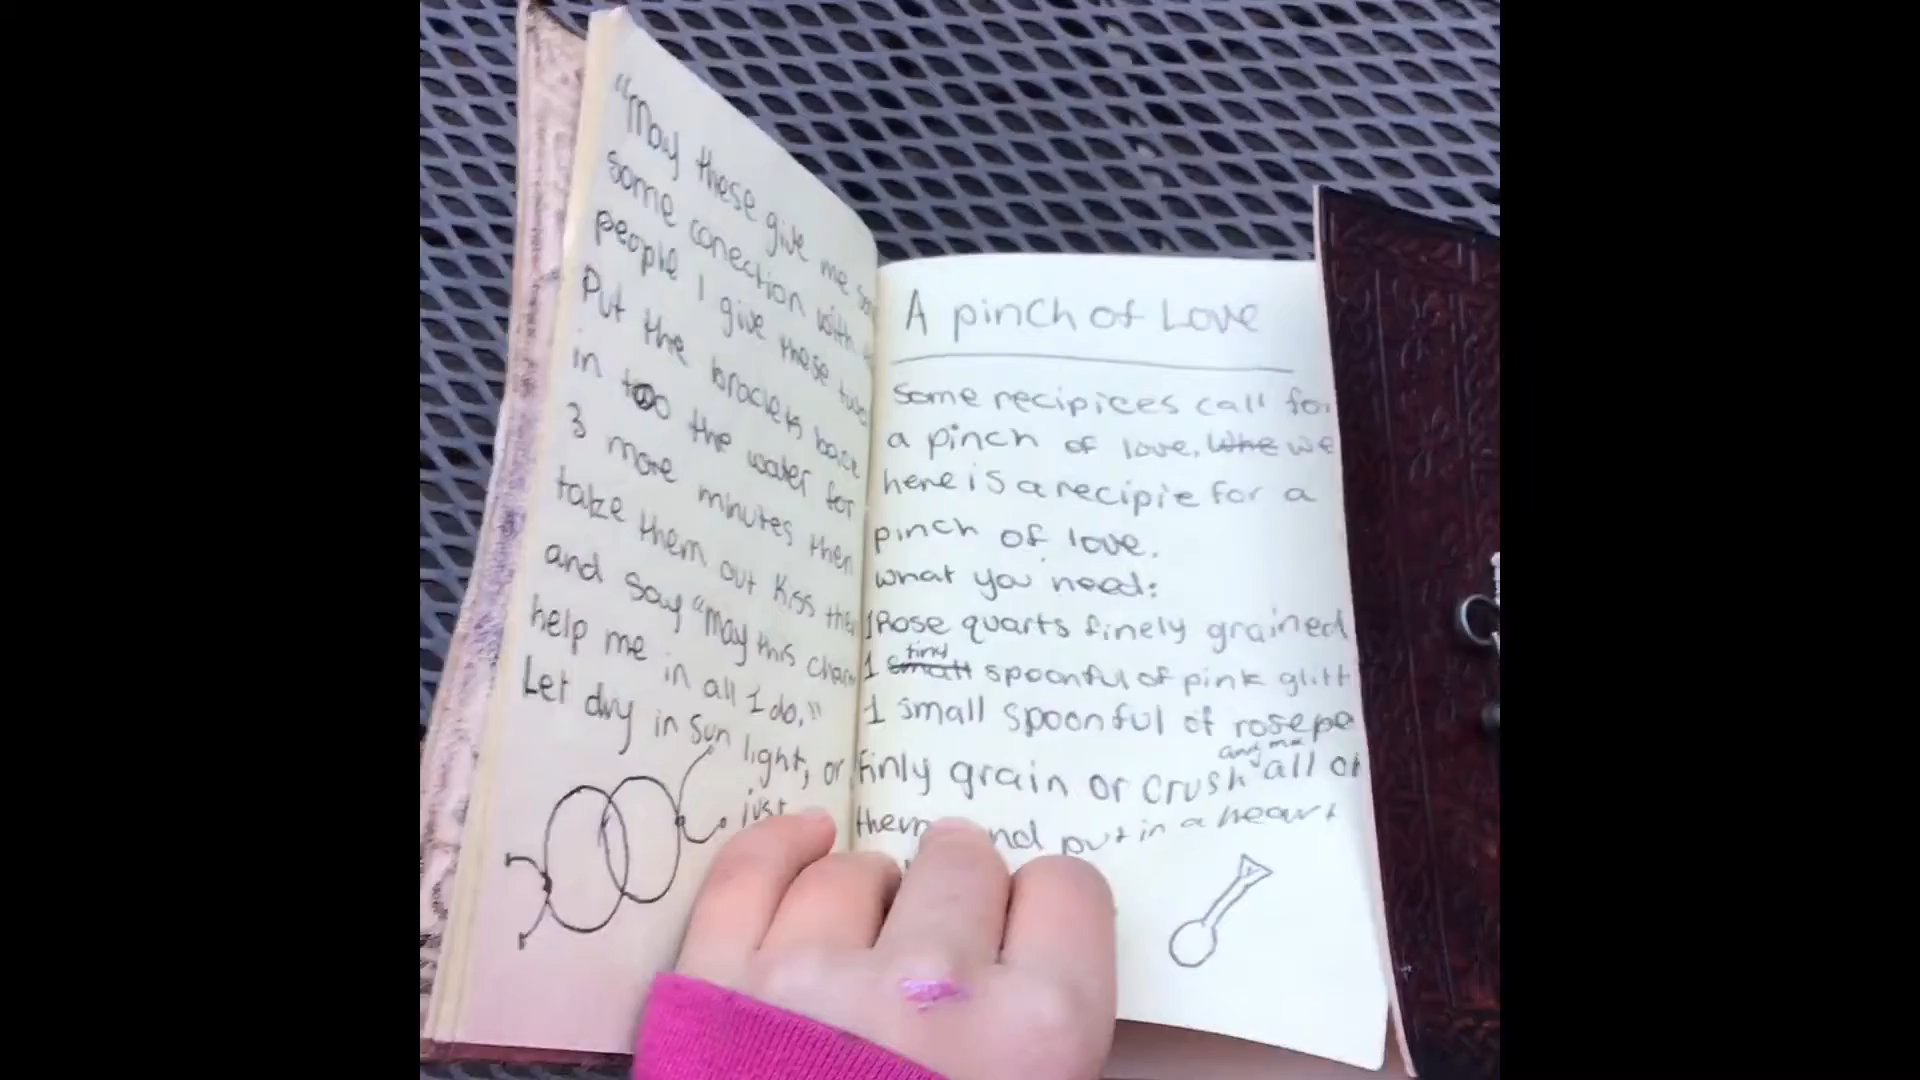 "May these give me
some conection with
people I give these
Put the braclets back
in too the water for
3 more minutes then
take them out Kiss
and say "May this
help me in all I do."
Let dry in sun
light, or
just
A pinch of Love
Some recipices call for
a pinch of love. Whe we
here is a recipie for a
pinch of love.
what you need:
1 Rose quarts finely grained
1 small tiny spoonful of pink glitt
1 small spoonful of rose pe
Finly grain or crush all
them and put in a heart